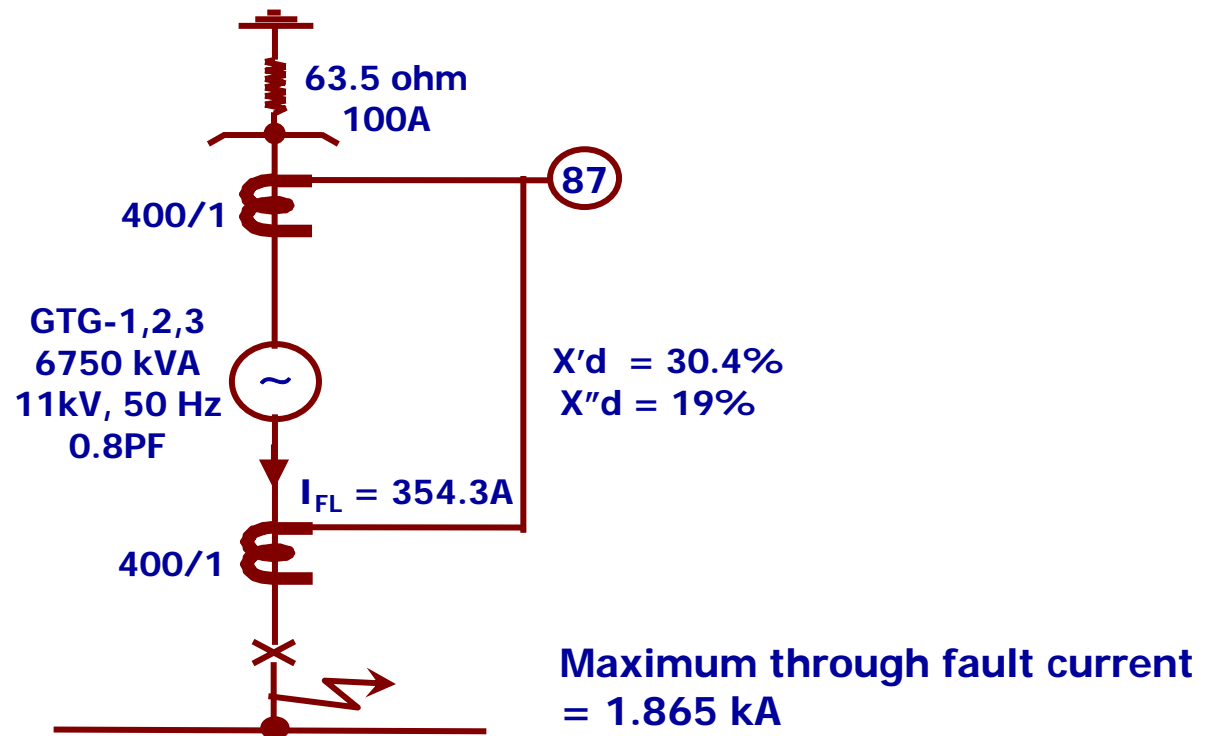 63.5 ohm
100A
87
400/1
GTG-1,2,3
6750 kVA
11kV, 50 Hz
0.8PF
~
X'd = 30.4%
X"d = 19%
I_FL = 354.3A
400/1
Maximum through fault current
= 1.865 kA